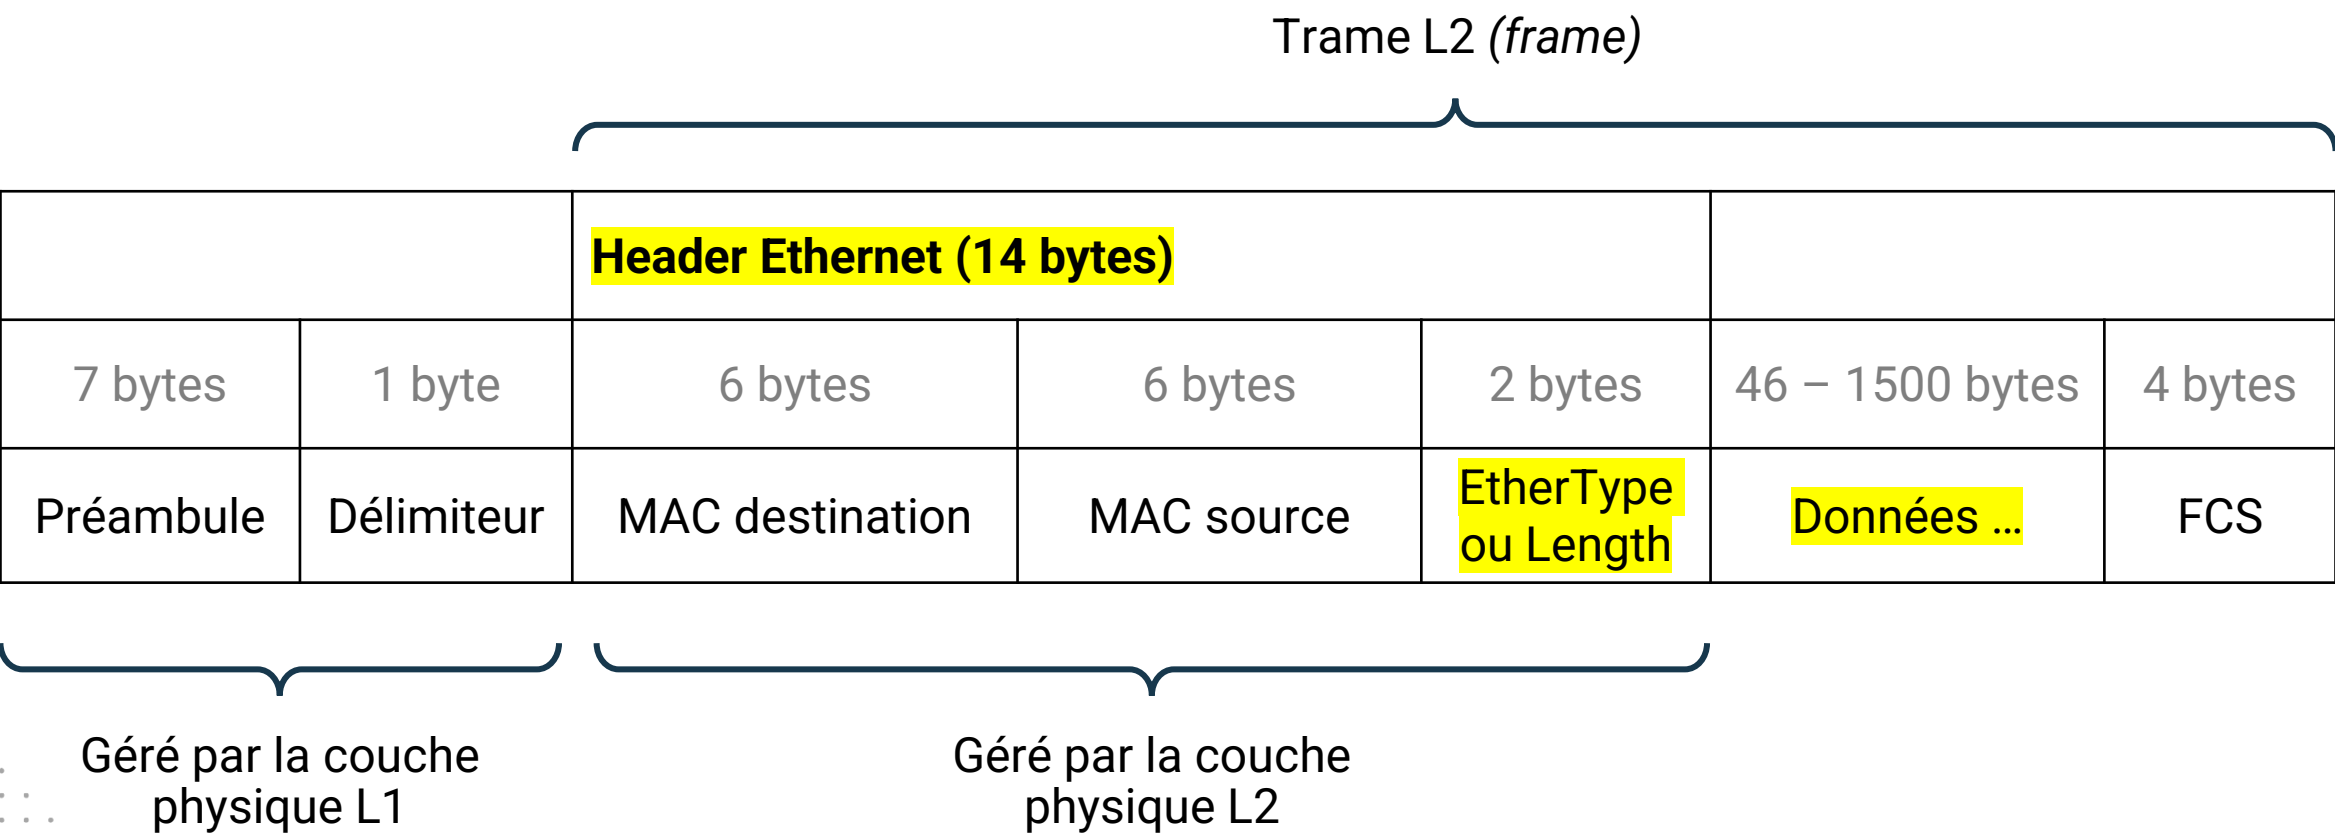 Trame L2 (frame)
Header Ethernet (14 bytes)
7 bytes
1 byte
6 bytes
6 bytes
2 bytes
46 – 1500 bytes
4 bytes
Préambule
Délimiteur
MAC destination
MAC source
EtherType
ou Length
Données ...
FCS
Géré par la couche
physique L1
Géré par la couche
physique L2